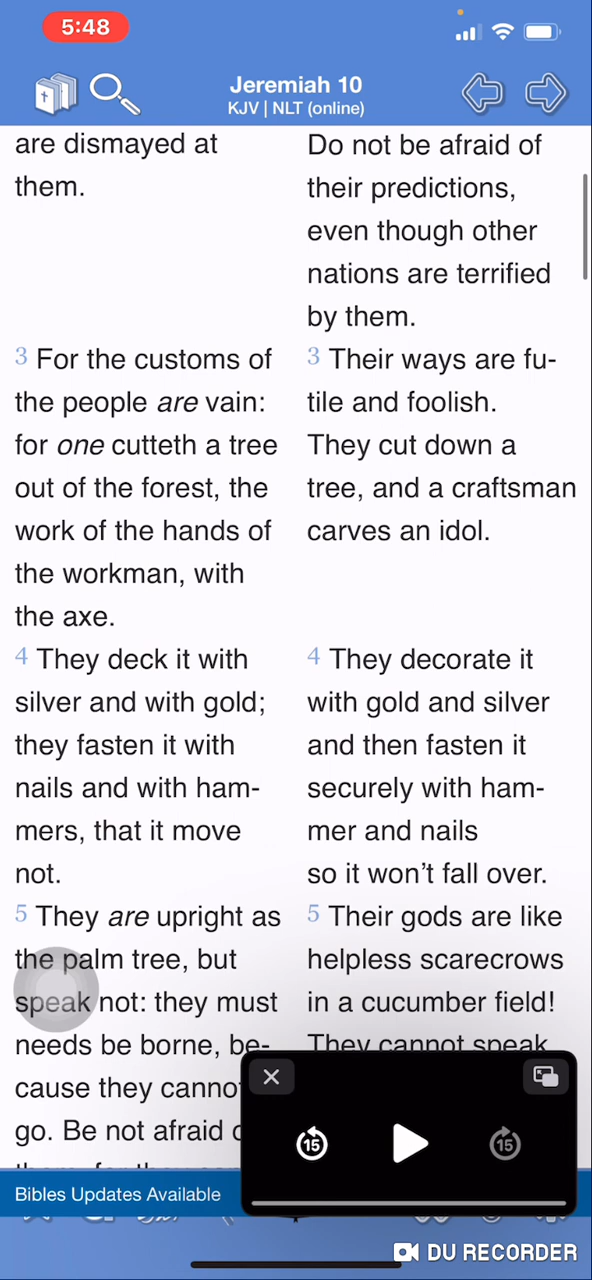 5:48
Jeremiah 10
KJV | NLT (online)
are dismayed at
them.
3 For the customs of
the people are vain:
for one cutteth a tree
out of the forest, the
work of the hands of
the workman, with
the axe.
4 They deck it with
silver and with gold;
they fasten it with
nails and with ham-
mers, that it move
not.
5 They are upright as
the palm tree, but
speak not: they must
needs be borne, be-
cause they cannot
go. Be not afraid
Do not be afraid of
their predictions,
even though other
nations are terrified
by them.
3 Their ways are fu-
tile and foolish.
They cut down a
tree, and a craftsman
carves an idol.
4 They decorate it
with gold and silver
and then fasten it
securely with ham-
mer and nails
so it won't fall over.
5 Their gods are like
helpless scarecrows
in a cucumber field!
They cannot speak
15
15
Bibles Updates Available
DU RECORDER